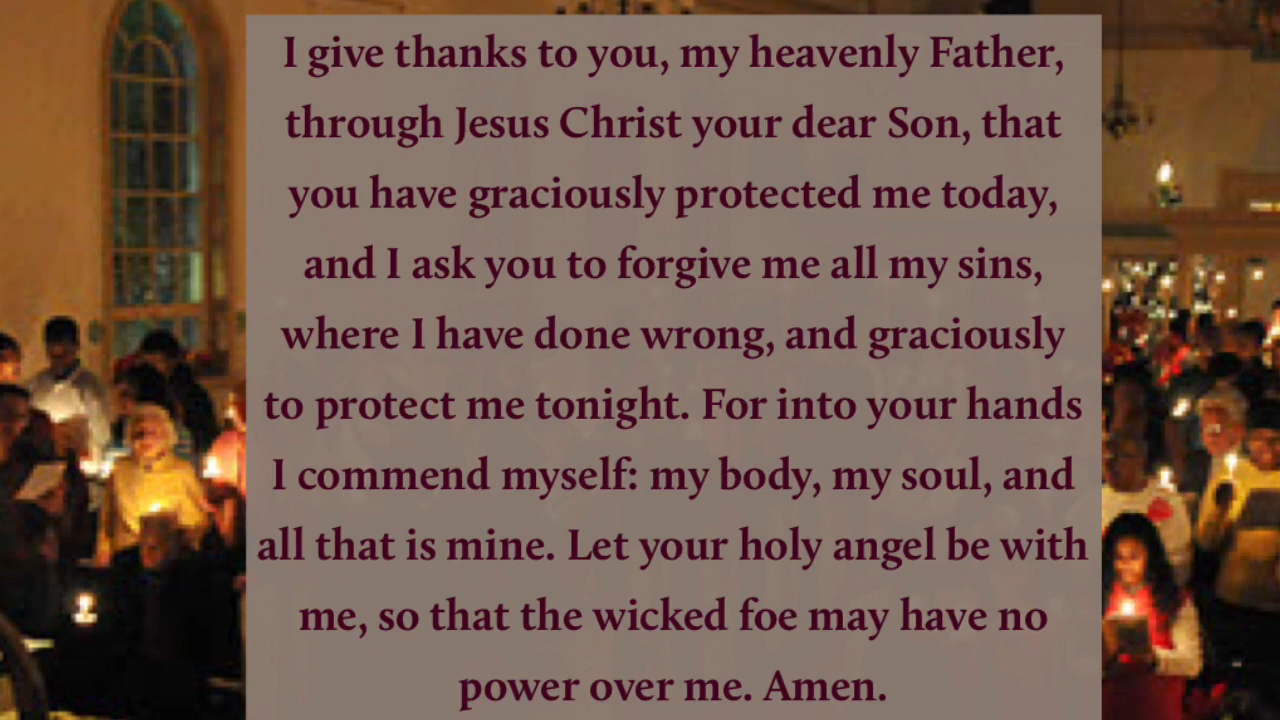 I give thanks to you, my heavenly Father,
through Jesus Christ your dear Son, that
you have graciously protected me today,
and I ask you to forgive me all my sins,
where I have done wrong, and graciously
to protect me tonight. For into your hands
I commend myself: my body, my soul, and
all that is mine. Let your holy angel be with
me, so that the wicked foe may have no
power over me. Amen.